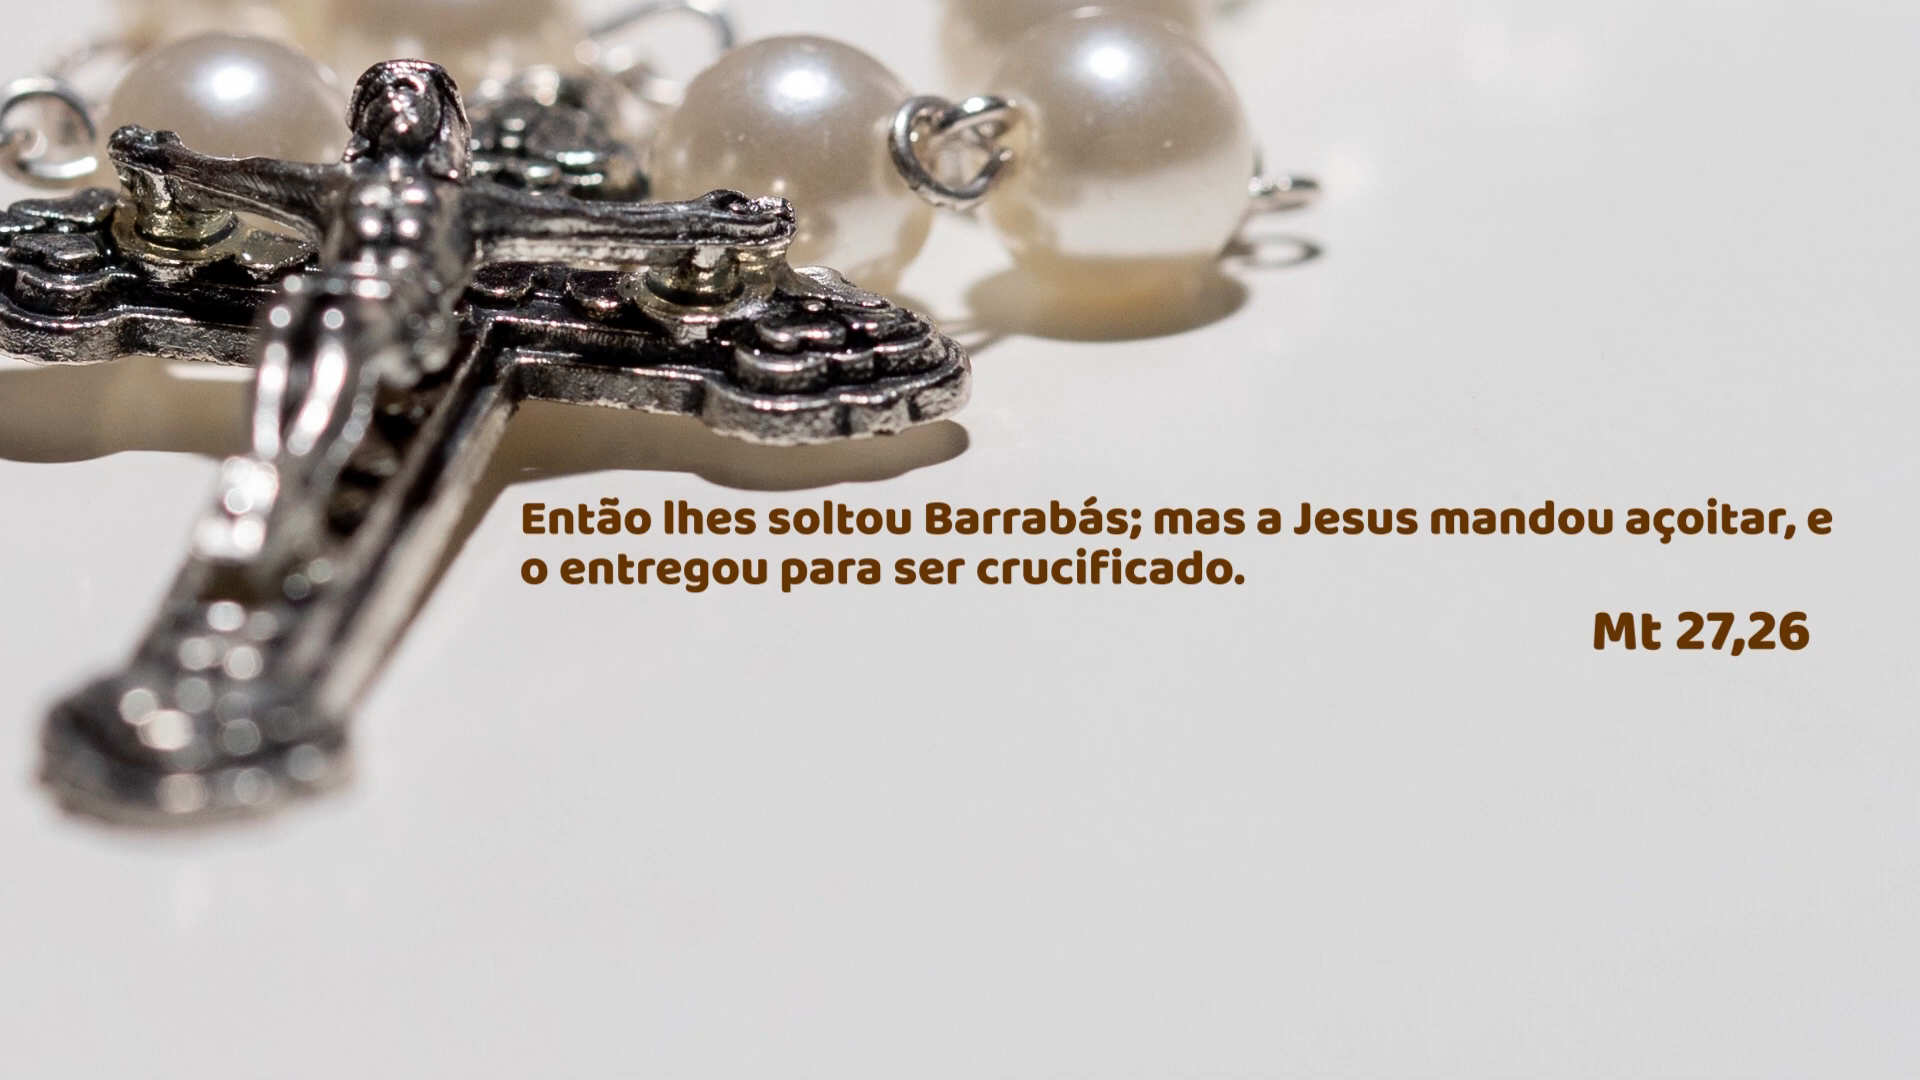 Então lhes soltou Barrabás; mas a Jesus mandou açoitar, e
o entregou para ser crucificado.
Mt 27,26